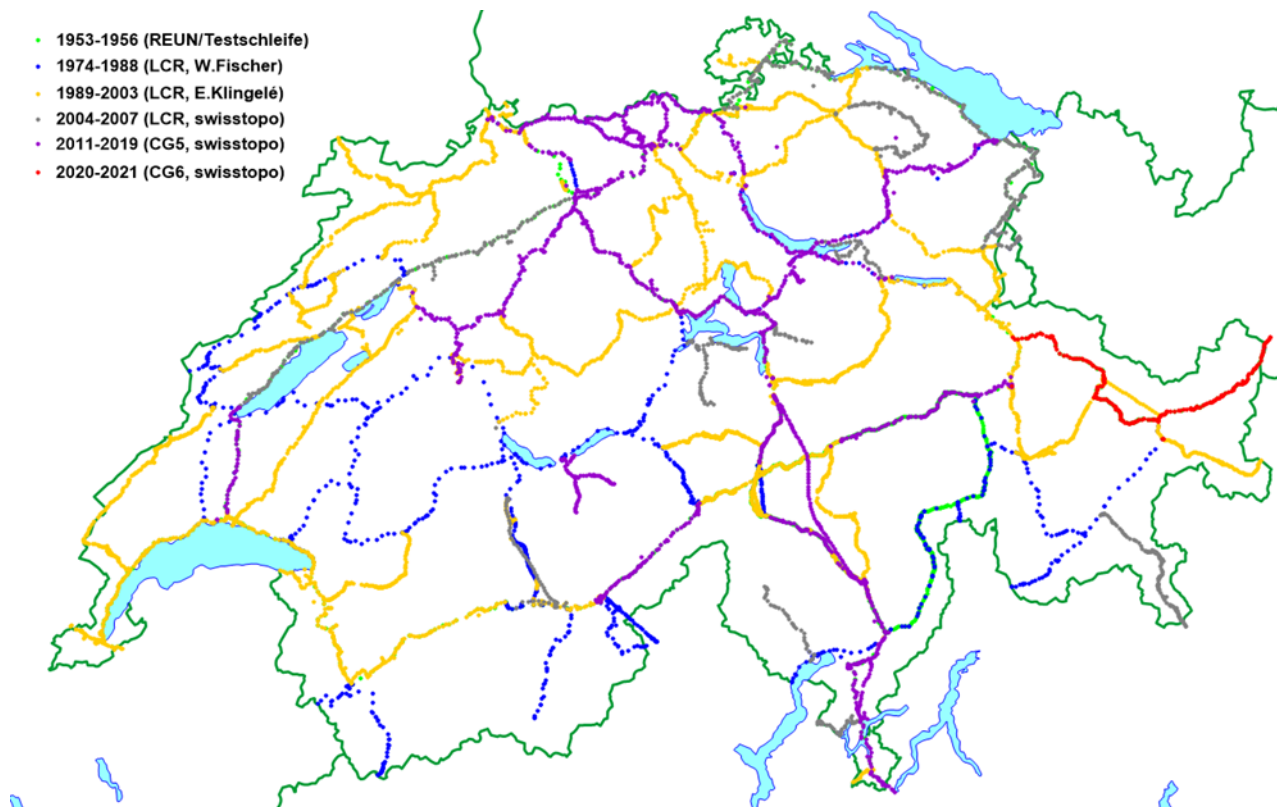 1953-1956 (REUN/Testschleife)
1974-1988 (LCR, W.Fischer)
1989-2003 (LCR, E.Klingelé)
2004-2007 (LCR, swisstopo)
2011-2019 (CG5, swisstopo)
2020-2021 (CG6, swisstopo)